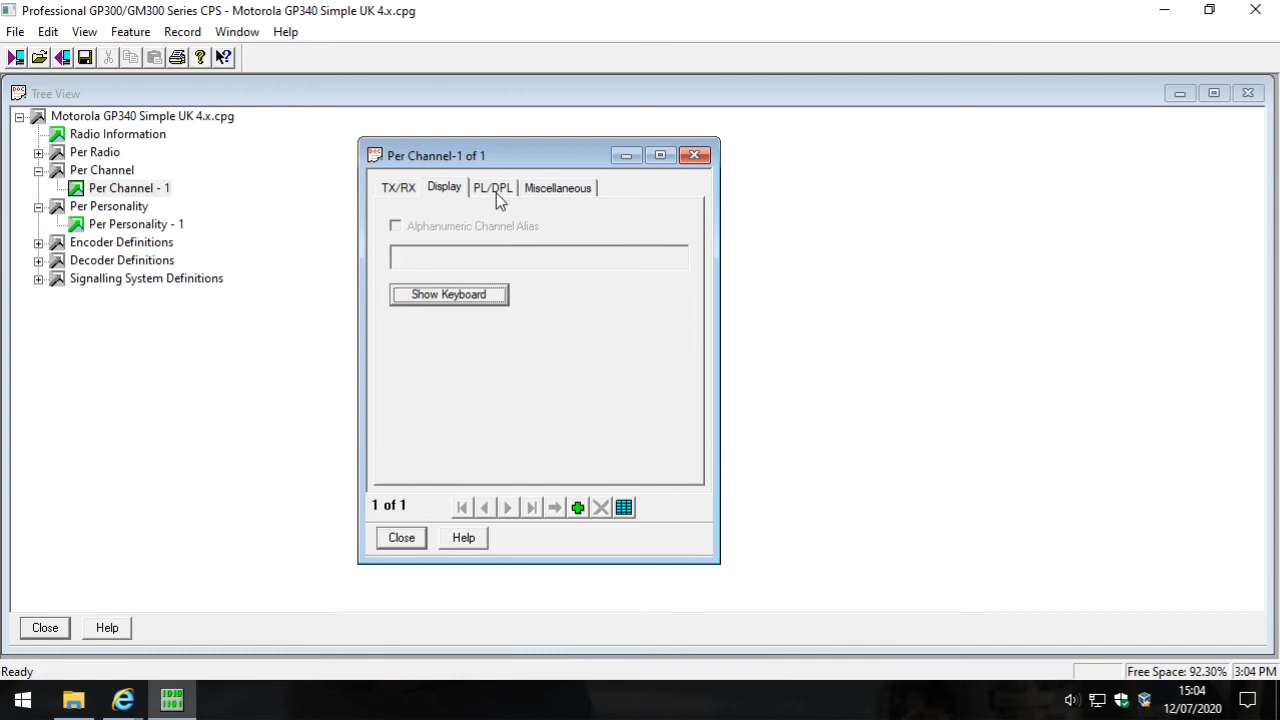 Professional GP300/GM300 Series CPS - Motorola GP340 Simple UK 4.x.cpg
File Edit View Feature Record Window Help
Tree View
Motorola GP340 Simple UK 4.x.cpg
Radio Information
Per Radio
Per Channel
Per Channel - 1
Per Personality
Per Personality - 1
Encoder Definitions
Decoder Definitions
Signalling System Definitions
Close Help
Per Channel-1 of 1
TX/RX Display PL/DPL Miscellaneous
Alphanumeric Channel Alias
Show Keyboard
1 of 1
Close Help
Ready
Free Space: 92.30% 3:04 PM
15:04
12/07/2020